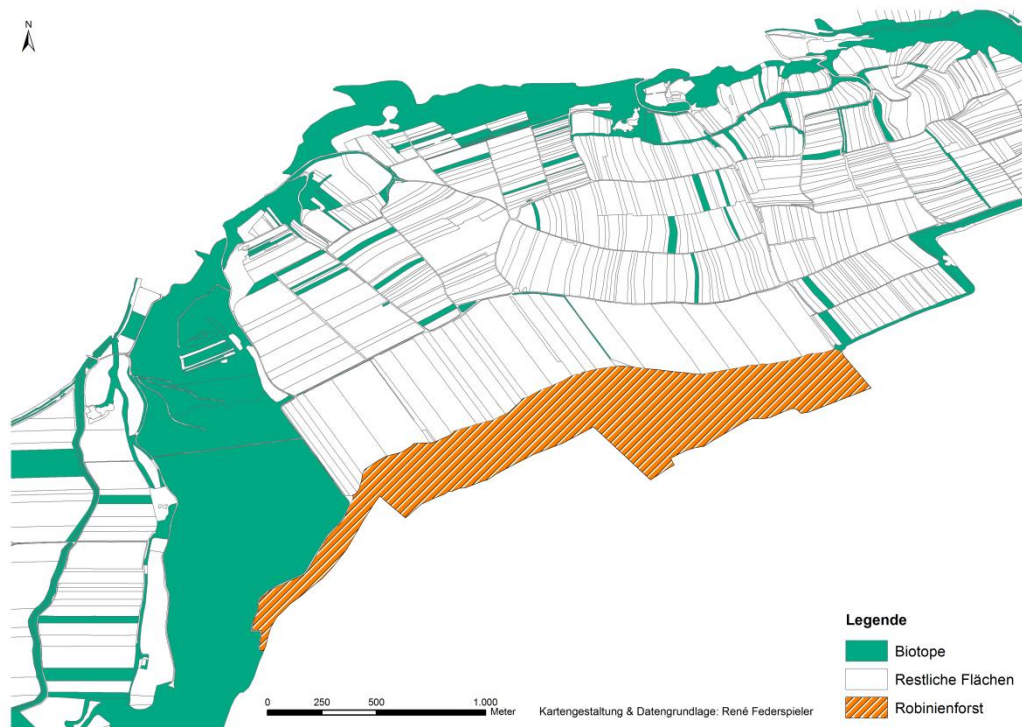 N
Legende
Biotope
Restliche Flächen
Robinienforst
0 250 500 1.000
Meter
Kartengestaltung & Datengrundlage: René Federspieler